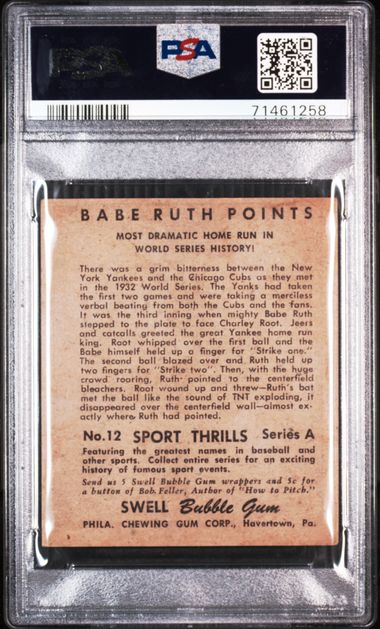 PSA
71461258
BABE RUTH POINTS
MOST DRAMATIC HOME RUN IN
WORLD SERIES HISTORY!
There was a grim bitterness between the New
York Yankees and the Chicago Cubs as they met
in the 1932 World Series. The Yanks had taken
the first two games and were taking a merciless
verbal beating from both the Cubs and the fans.
It was the third inning when mighty Babe Ruth
stepped to the plate to face Charley Root. Jeers
and catcalls greeted the great Yankee home run
king. Root whipped over the first ball and the
Babe himself held up a finger for "Strike one."
The second ball blazed over and Ruth held up
two fingers for "Strike two". Then, with the huge
crowd roaring, Ruth pointed to the centerfield
bleachers. Root wound up and threw—Ruth's bat
met the ball like the sound of TNT exploding, it
disappeared over the centerfield wall—almost ex-
actly where Ruth had pointed.
No. 12 SPORT THRILLS Series A
Featuring the greatest names in baseball and
other sports. Collect entire series for an exciting
history of famous sport events.
Send us 5 Swell Bubble Gum wrappers and 5c for
a button of Bob Feller, Author of "How to Pitch."
SWELL Bubble Gum
PHILA. CHEWING GUM CORP., Havertown, Pa.